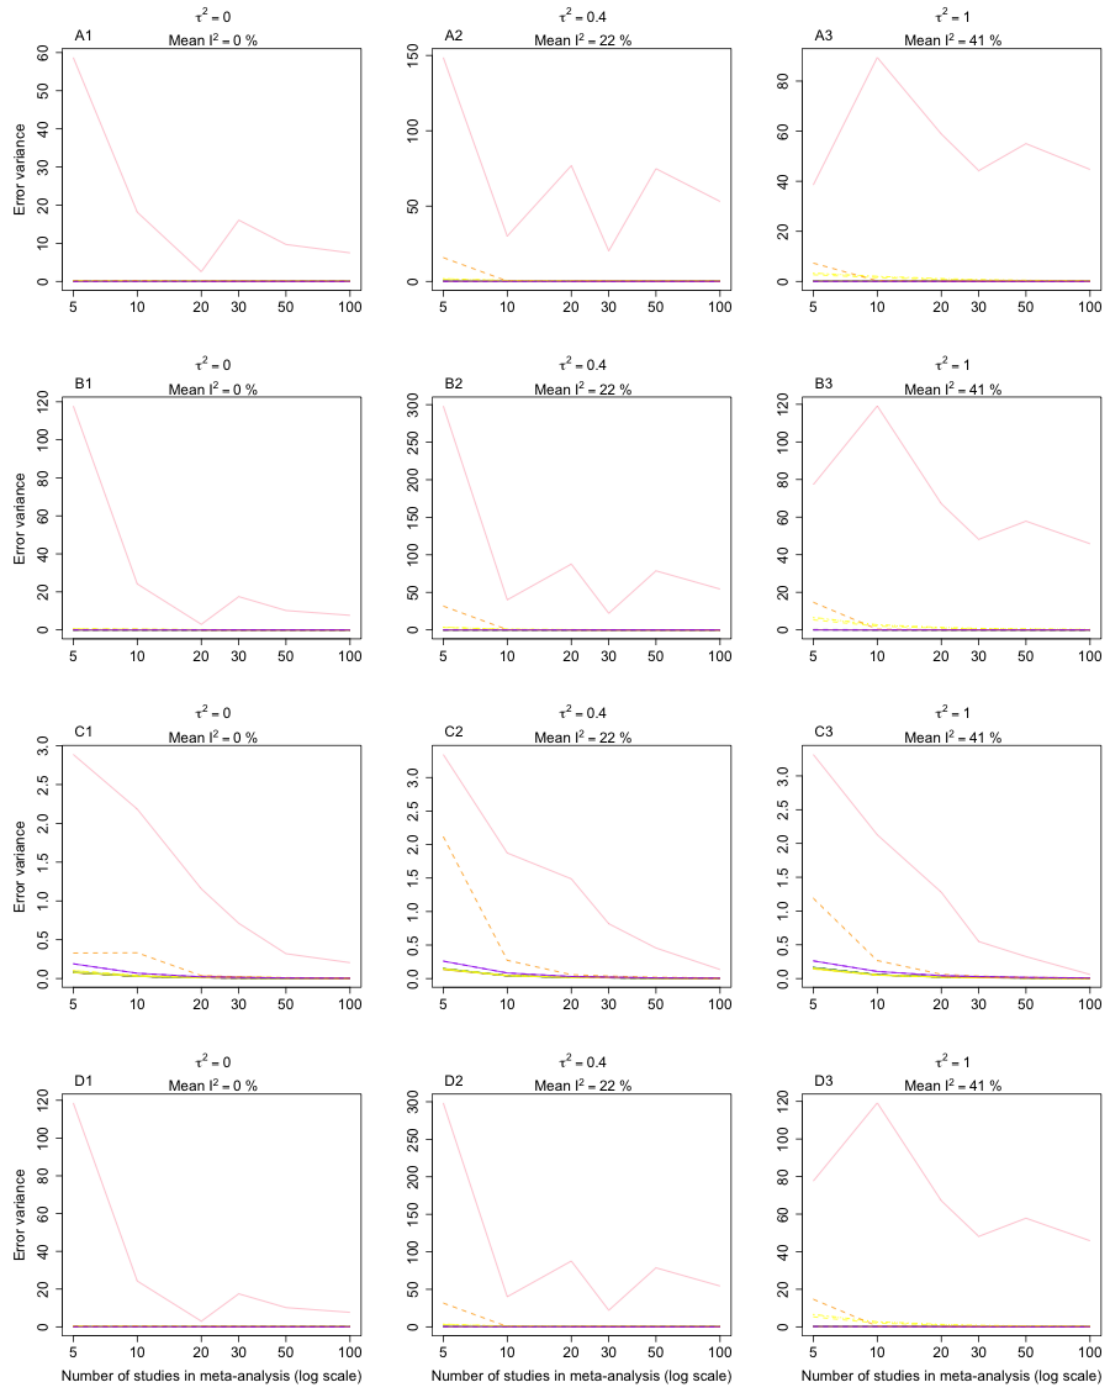 τ² = 0
A1
Mean I² = 0 %
Error variance
60
50
40
30
20
10
0
5 10 20 30 50 100
τ² = 0.4
A2
Mean I² = 22 %
150
100
50
0
5 10 20 30 50 100
τ² = 1
A3
Mean I² = 41 %
80
60
40
20
0
5 10 20 30 50 100
τ² = 0
B1
Mean I² = 0 %
Error variance
120
100
80
60
40
20
0
5 10 20 30 50 100
τ² = 0.4
B2
Mean I² = 22 %
300
250
200
150
100
50
0
5 10 20 30 50 100
τ² = 1
B3
Mean I² = 41 %
120
100
80
60
40
20
0
5 10 20 30 50 100
τ² = 0
C1
Mean I² = 0 %
Error variance
3.0
2.5
2.0
1.5
1.0
0.5
0.0
5 10 20 30 50 100
τ² = 0.4
C2
Mean I² = 22 %
3.0
2.5
2.0
1.5
1.0
0.5
0.0
5 10 20 30 50 100
τ² = 1
C3
Mean I² = 41 %
3.0
2.5
2.0
1.5
1.0
0.5
0.0
5 10 20 30 50 100
τ² = 0
D1
Mean I² = 0 %
Error variance
120
100
80
60
40
20
0
5 10 20 30 50 100
Number of studies in meta-analysis (log scale)
τ² = 0.4
D2
Mean I² = 22 %
300
250
200
150
100
50
0
5 10 20 30 50 100
Number of studies in meta-analysis (log scale)
τ² = 1
D3
Mean I² = 41 %
120
100
80
60
40
20
0
5 10 20 30 50 100
Number of studies in meta-analysis (log scale)